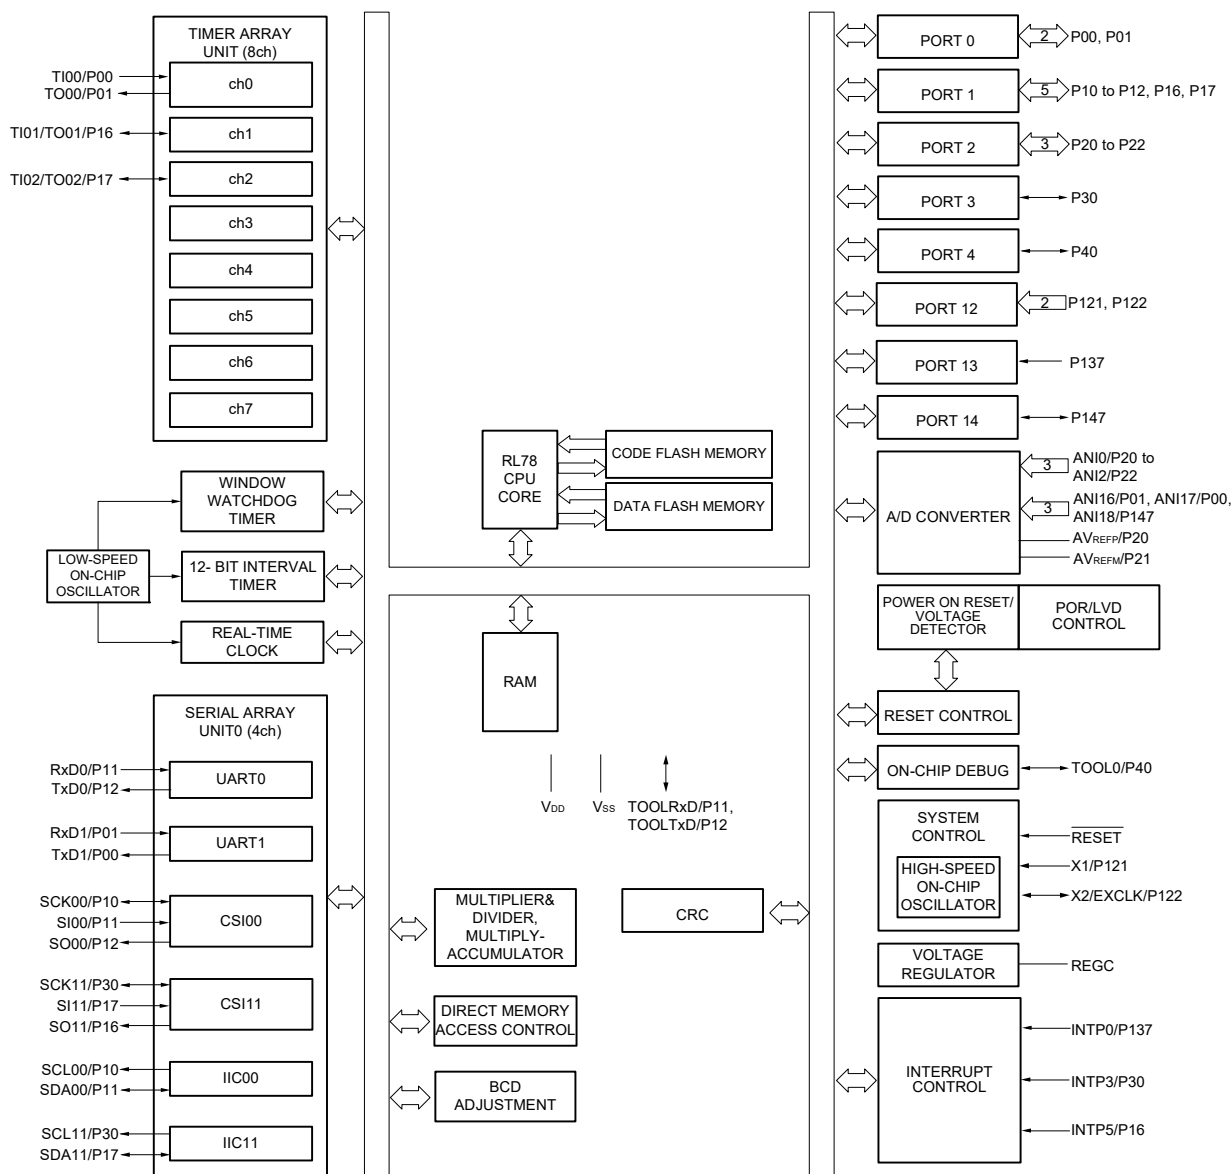 TIMER ARRAY
UNIT (8ch)
TI00/P00
TO00/P01
ch0
TI01/TO01/P16
ch1
TI02/TO02/P17
ch2
ch3
ch4
ch5
ch6
ch7
WINDOW
WATCHDOG
TIMER
LOW-SPEED
ON-CHIP
OSCILLATOR
12- BIT INTERVAL
TIMER
REAL-TIME
CLOCK
SERIAL ARRAY
UNIT0 (4ch)
RxD0/P11
TxD0/P12
UART0
RxD1/P01
TxD1/P00
UART1
SCK00/P10
SI00/P11
SO00/P12
CSI00
SCK11/P30
SI11/P17
SO11/P16
CSI11
SCL00/P10
SDA00/P11
IIC00
SCL11/P30
SDA11/P17
IIC11
RL78
CPU
CORE
CODE FLASH MEMORY
DATA FLASH MEMORY
RAM
VDD
VSS
TOOLRxD/P11,
TOOLTxD/P12
MULTIPLIER&
DIVIDER,
MULTIPLY-
ACCUMULATOR
CRC
DIRECT MEMORY
ACCESS CONTROL
BCD
ADJUSTMENT
PORT 0
2
P00, P01
PORT 1
5
P10 to P12, P16, P17
PORT 2
3
P20 to P22
PORT 3
P30
PORT 4
P40
PORT 12
2
P121, P122
PORT 13
P137
PORT 14
P147
A/D CONVERTER
3
ANI0/P20 to
ANI2/P22
3
ANI16/P01, ANI17/P00,
ANI18/P147
AVREFP/P20
AVREFM/P21
POWER ON RESET/
VOLTAGE
DETECTOR
POR/LVD
CONTROL
RESET CONTROL
ON-CHIP DEBUG
TOOL0/P40
SYSTEM
CONTROL
HIGH-SPEED
ON-CHIP
OSCILLATOR
RESET
X1/P121
X2/EXCLK/P122
VOLTAGE
REGULATOR
REGC
INTERRUPT
CONTROL
INTP0/P137
INTP3/P30
INTP5/P16